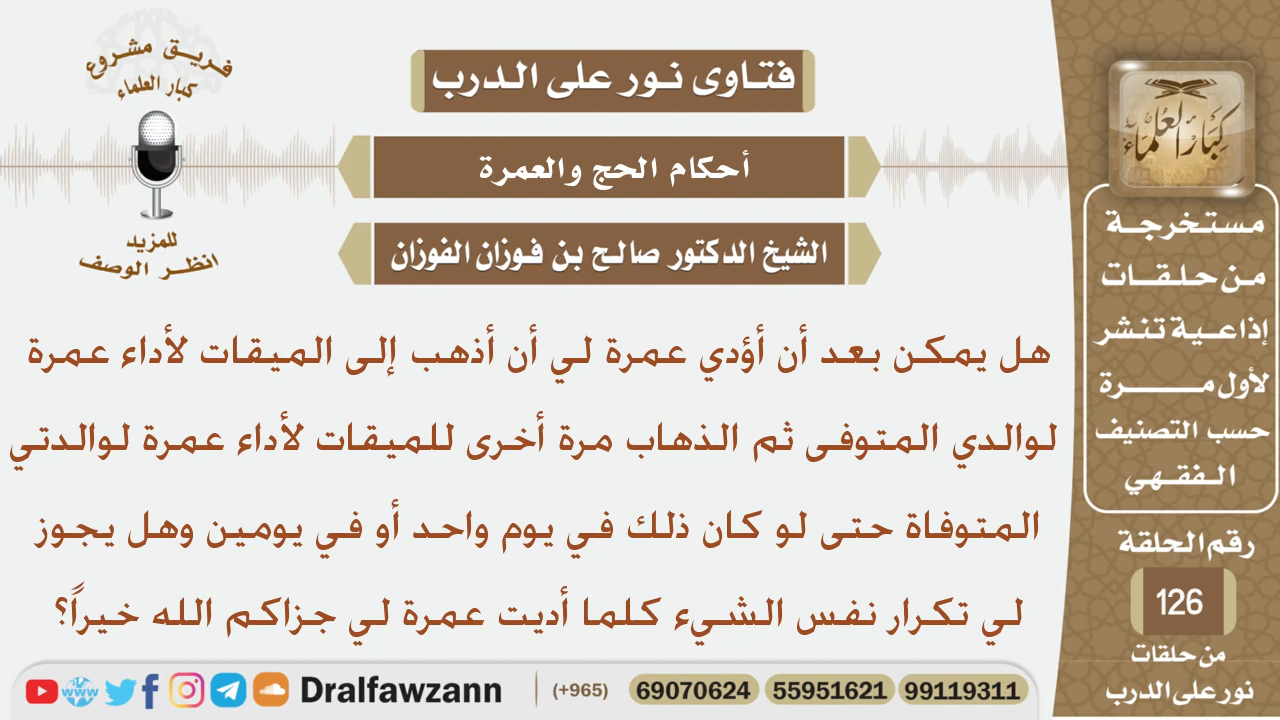 فريق مشروع
كبار العلماء
للمزيد
انظر الوصف
فتاوى نور على الدرب
أحكام الحج والعمرة
الشيخ الدكتور صالح بن فوزان الفوزان
كبار العلماء
مستخرجة
من حلقات
إذاعية تنشر
لأول مرة
حسب التصنيف
الفقهي
رقم الحلقة
126
من حلقات
نور على الدرب
هل يمكن بعد أن أؤدي عمرة لي أن أذهب إلى الميقات لأداء عمرة
لوالدي المتوفى ثم الذهاب مرة أخرى للميقات لأداء عمرة لوالدتي
المتوفاة حتى لو كان ذلك في يوم واحد أو في يومين وهل يجوز
لي تكرار نفس الشيء كلما أديت عمرة لي جزاكم الله خيراً؟
www Dralfawzann (+965) 69070624 55951621 99119311